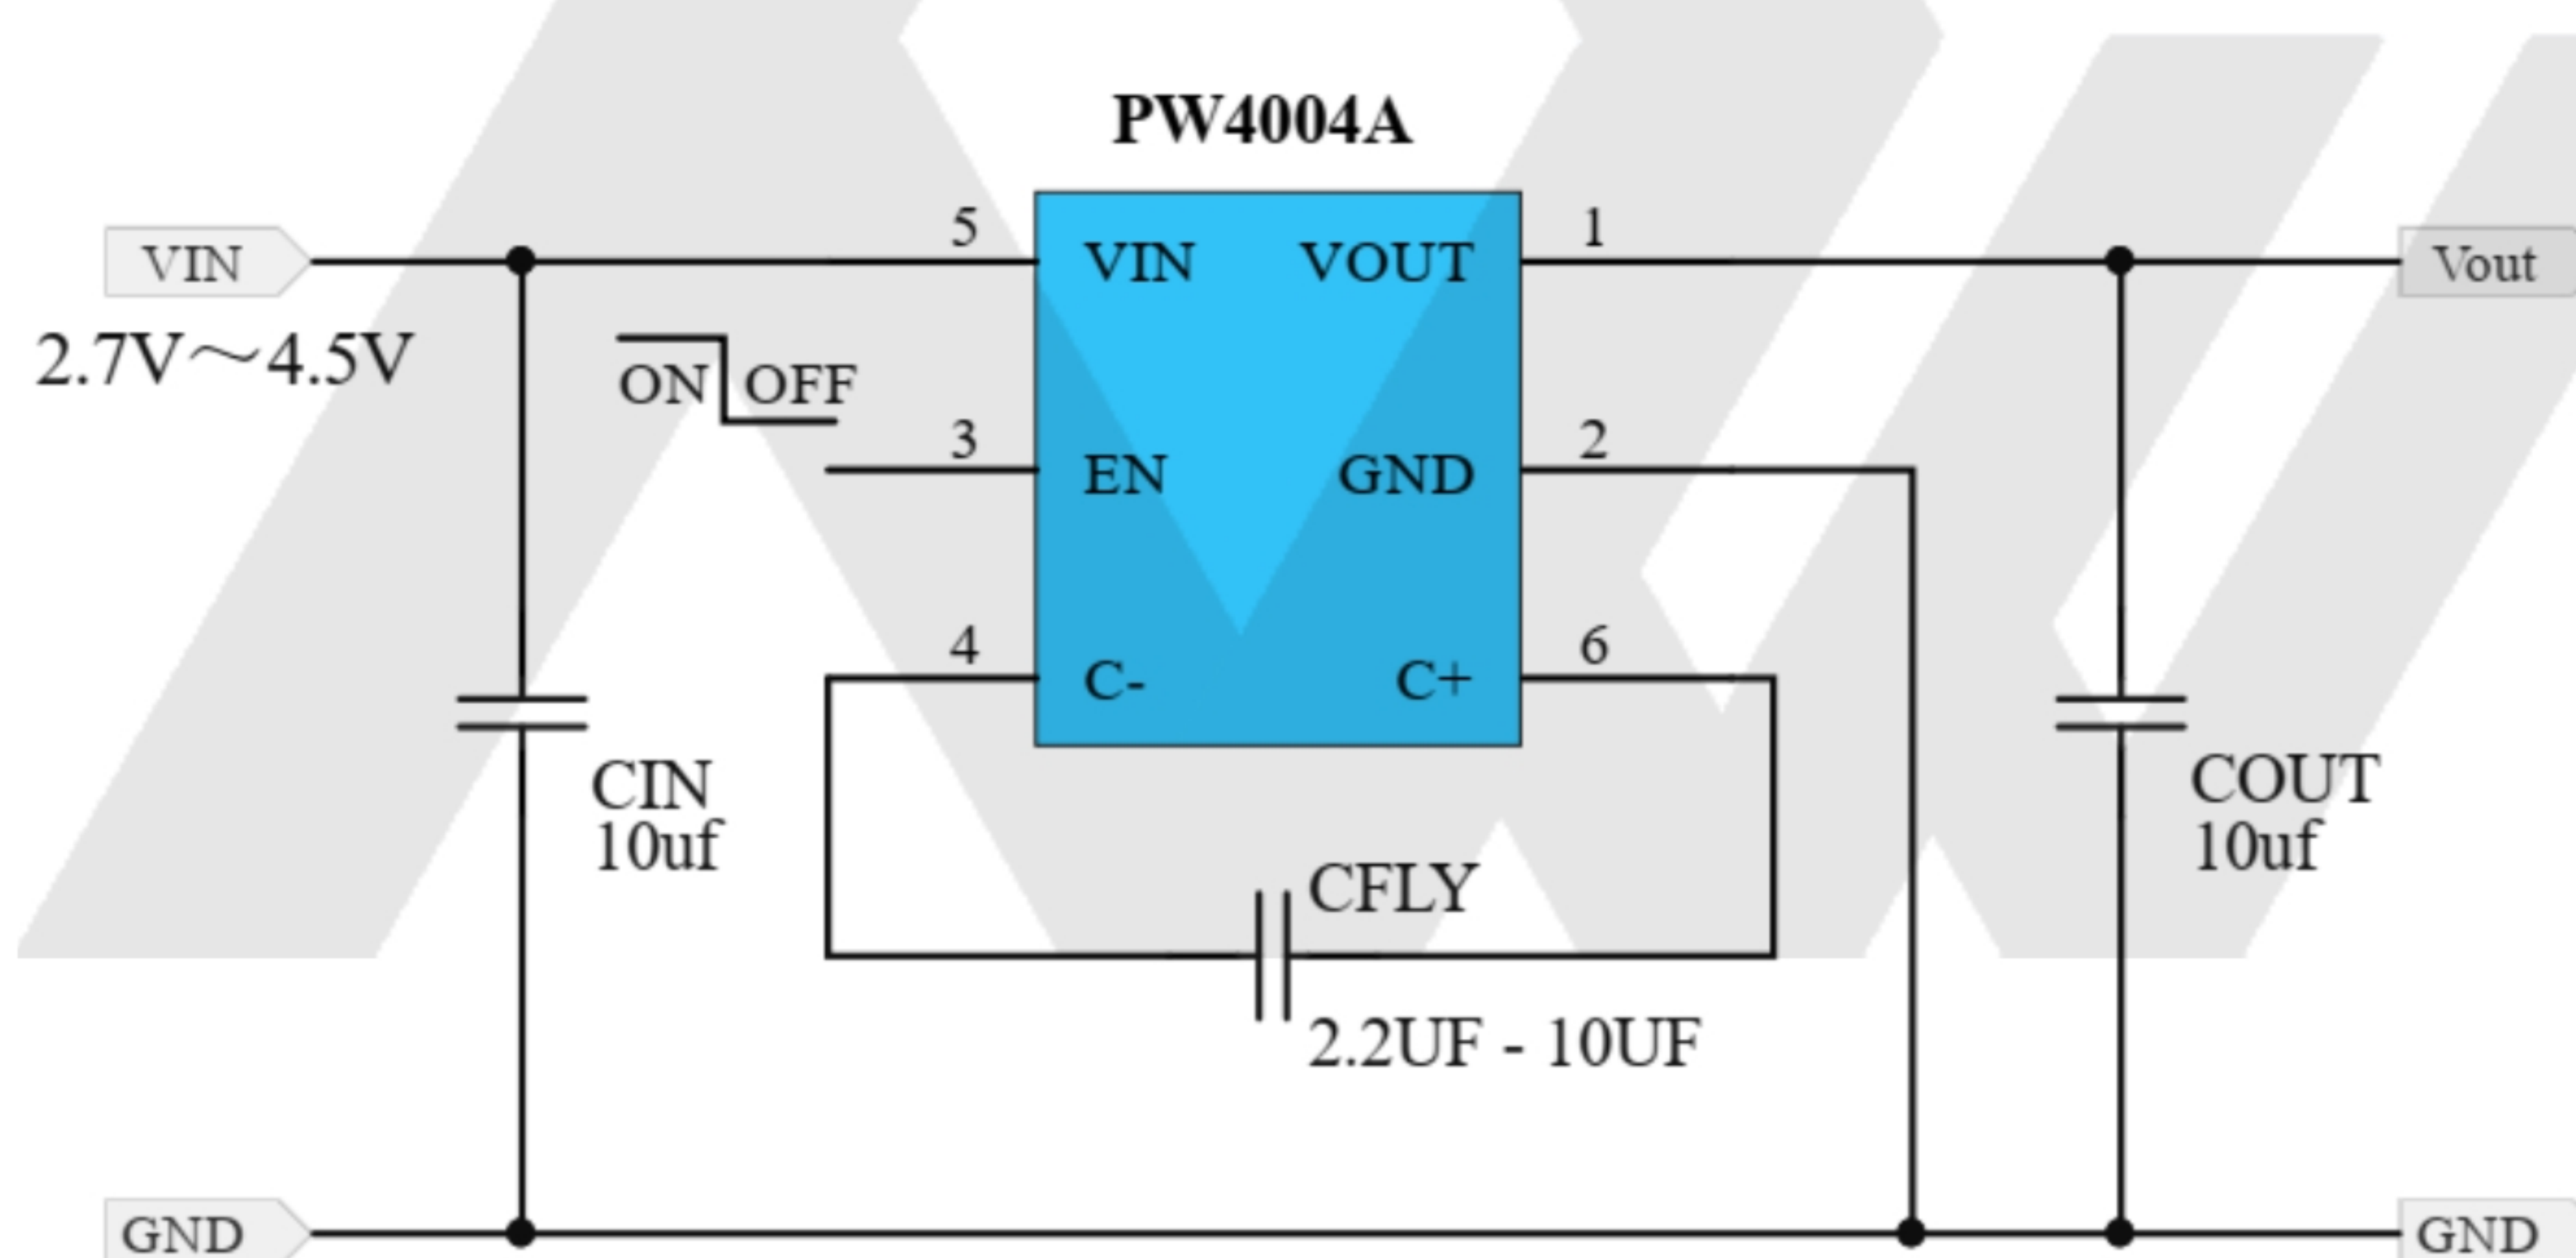 PW4004A
VIN
5
VIN
VOUT
1
Vout
2.7V～4.5V
ON
OFF
3
EN
GND
2
4
C-
C+
6
CIN
10uf
COUT
10uf
CFLY
2.2UF - 10UF
GND
GND